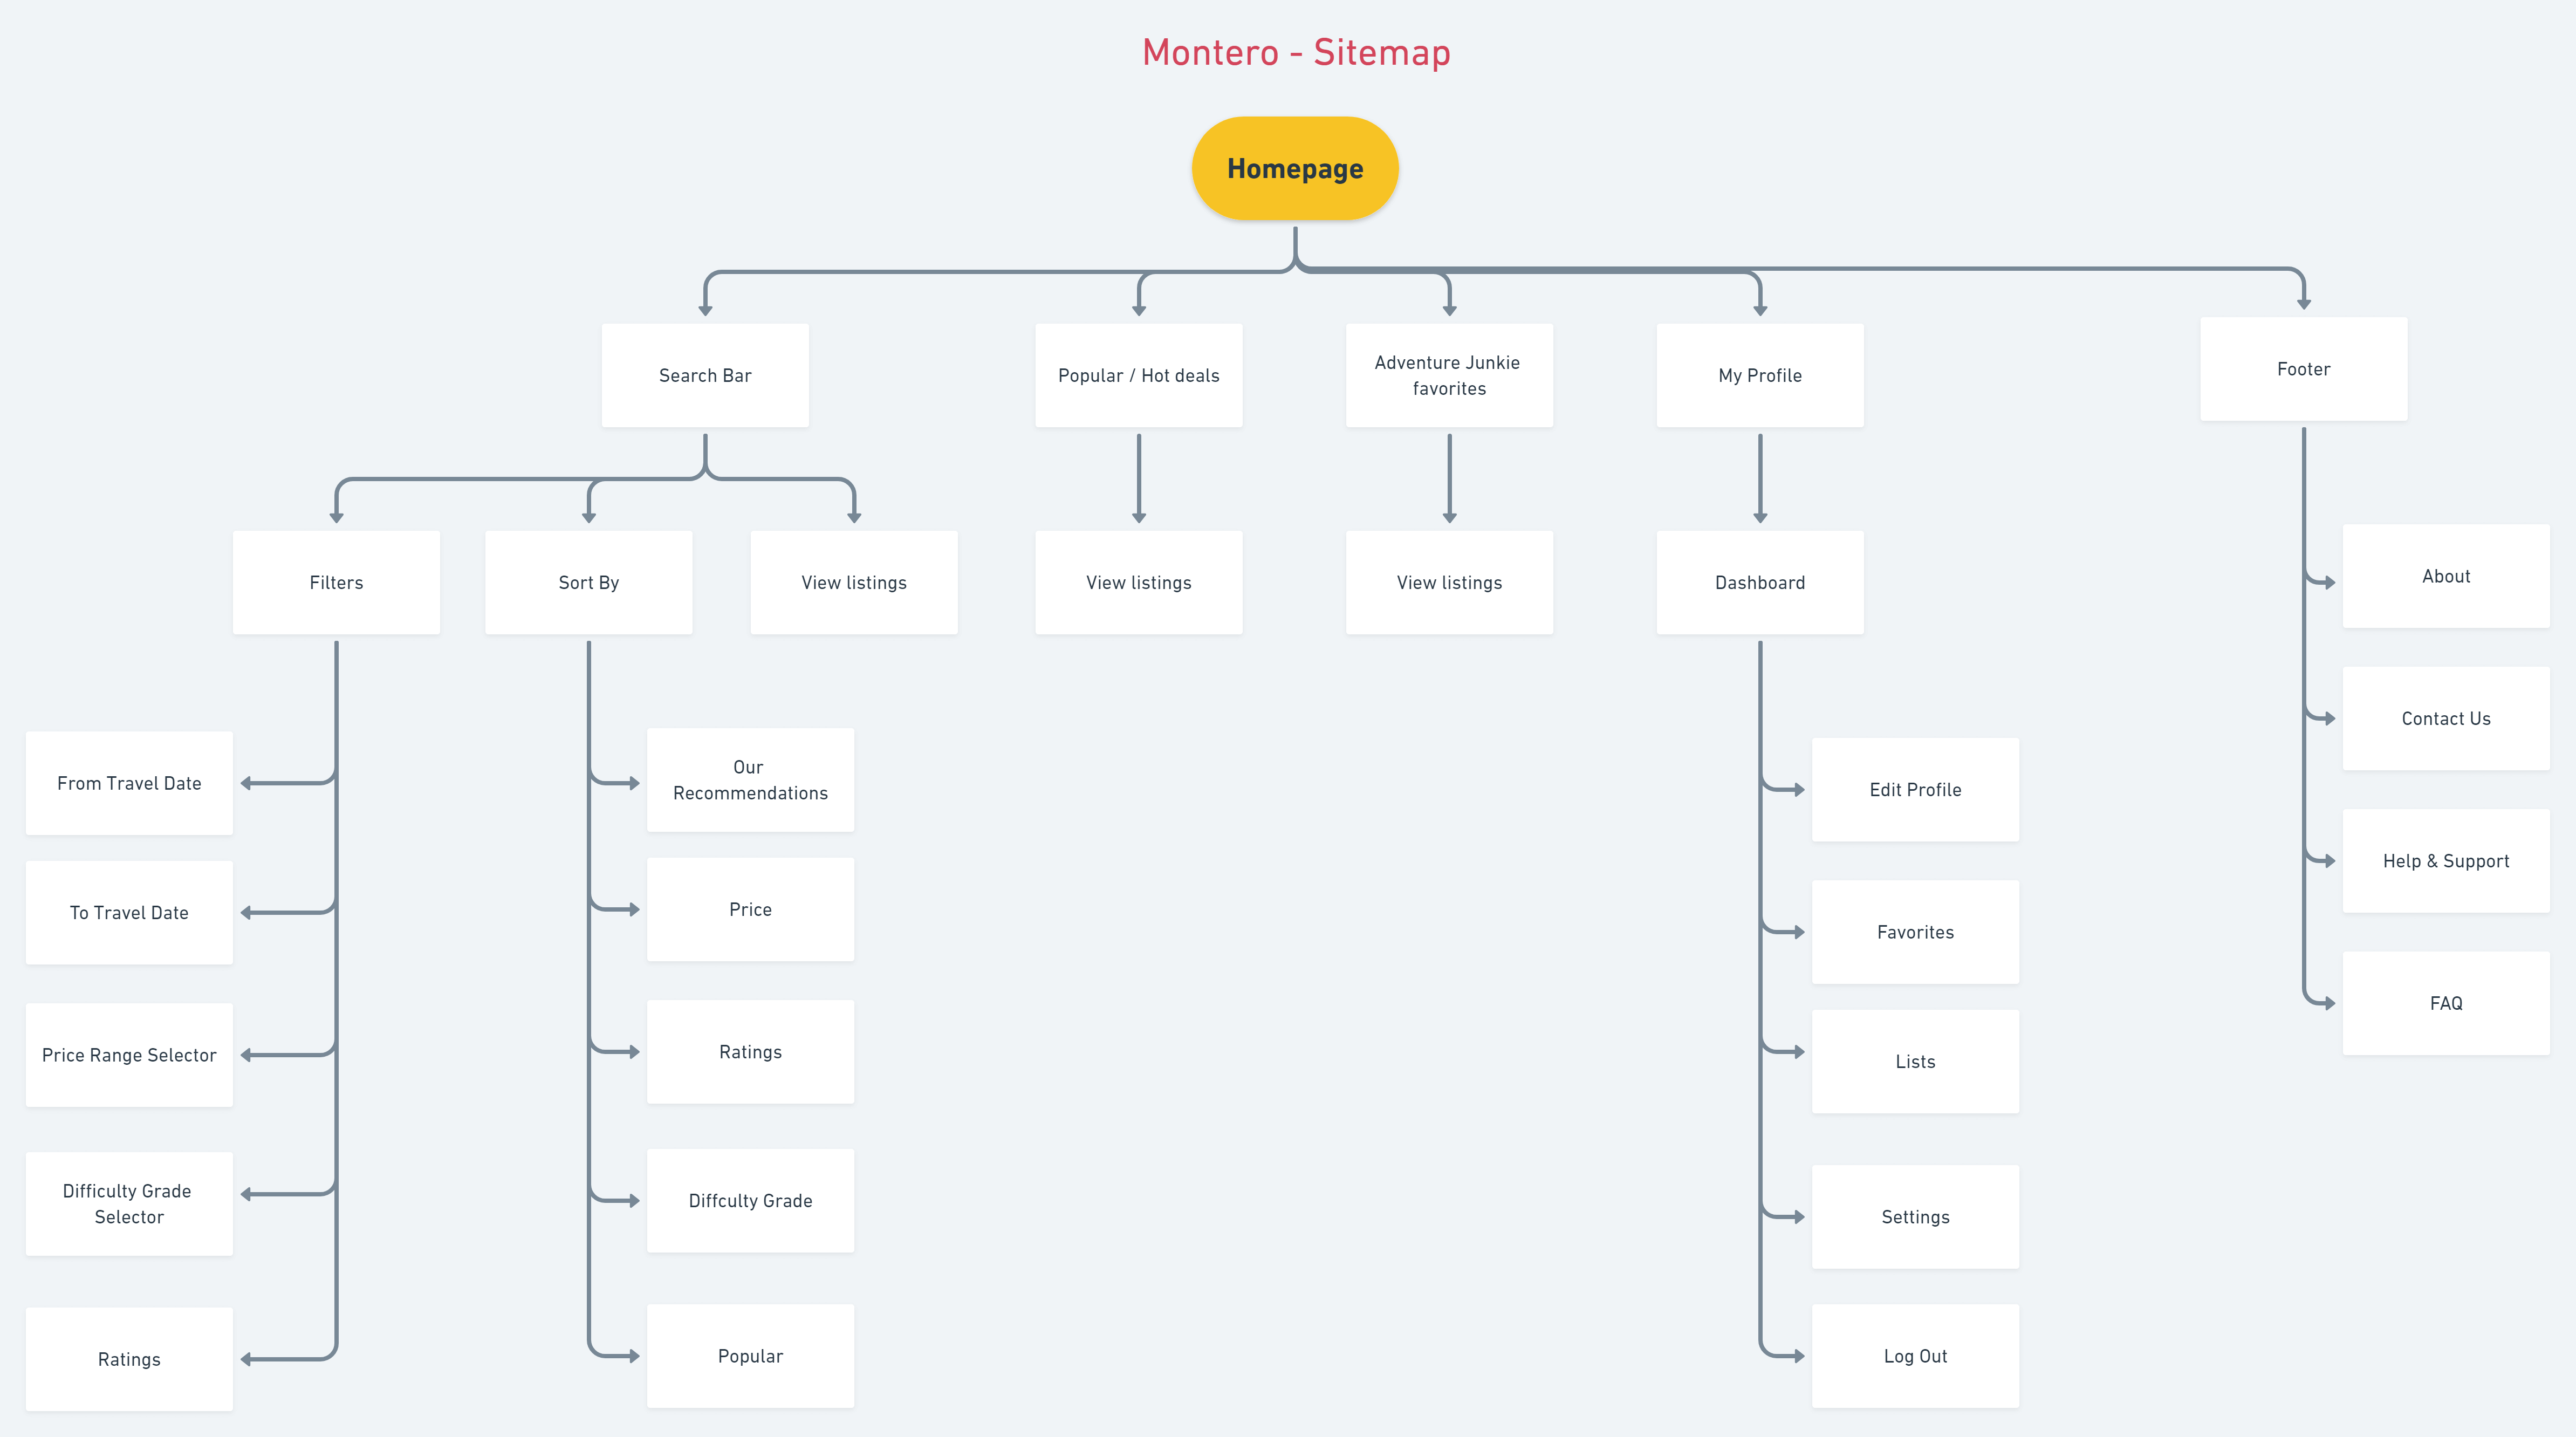 Montero - Sitemap
Homepage
Search Bar
Popular / Hot deals
Adventure Junkie
favorites
My Profile
Footer
Filters
Sort By
View listings
View listings
View listings
Dashboard
About
Contact Us
Help & Support
FAQ
From Travel Date
To Travel Date
Price Range Selector
Difficulty Grade
Selector
Ratings
Our
Recommendations
Price
Ratings
Diffculty Grade
Popular
Edit Profile
Favorites
Lists
Settings
Log Out